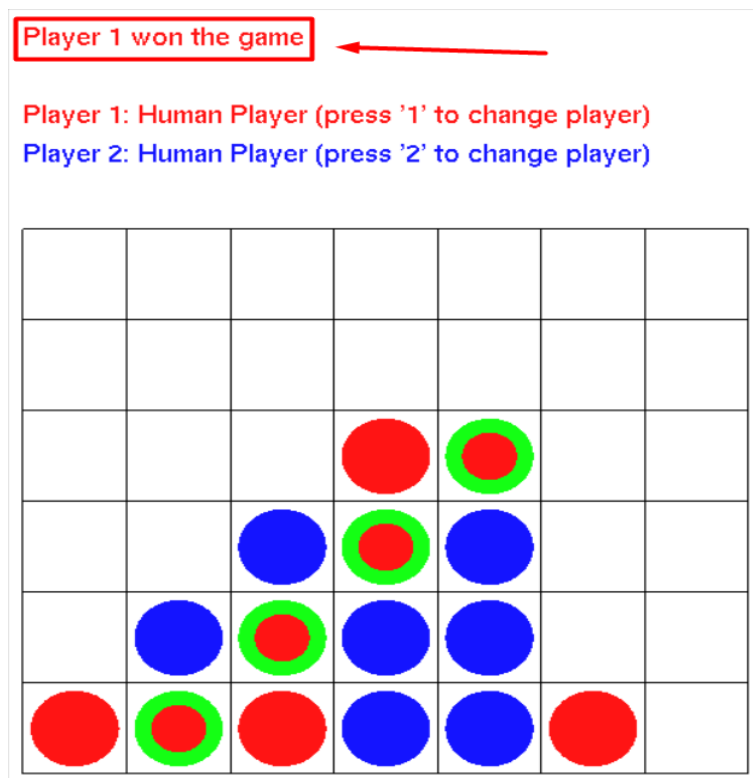 Player 1 won the game
Player 1: Human Player (press '1' to change player)
Player 2: Human Player (press '2' to change player)